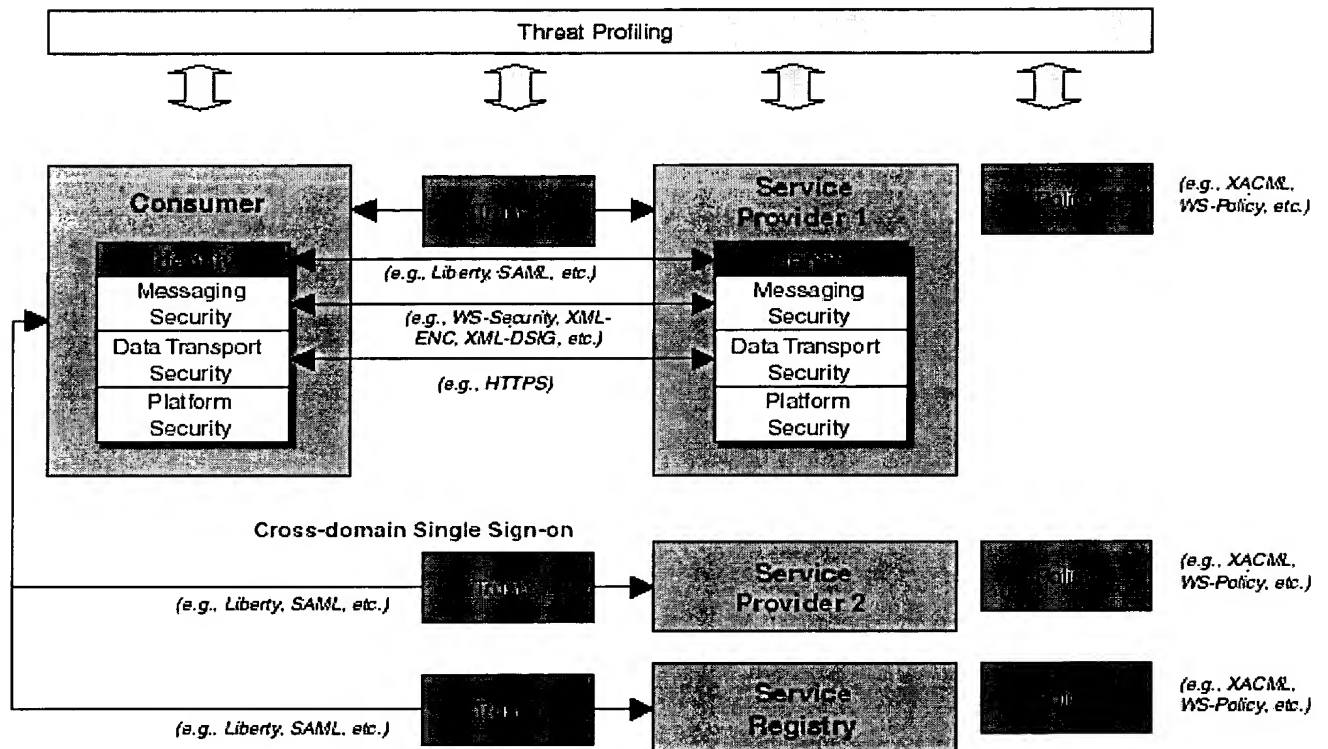 Threat Profiling
Consumer
Service
Provider 1
(e.g., XACML,
WS-Policy, etc.)
(e.g., Liberty, SAML, etc.)
Messaging
Security
(e.g., WS-Security, XML-
ENC, XML-DSIG, etc.)
Messaging
Security
Data Transport
Security
(e.g., HTTPS)
Data Transport
Security
Platform
Security
Platform
Security
Cross-domain Single Sign-on
(e.g., Liberty, SAML, etc.)
Service
Provider 2
(e.g., XACML,
WS-Policy, etc.)
(e.g., Liberty, SAML, etc.)
Service
Registry
(e.g., XACML,
WS-Policy, etc.)